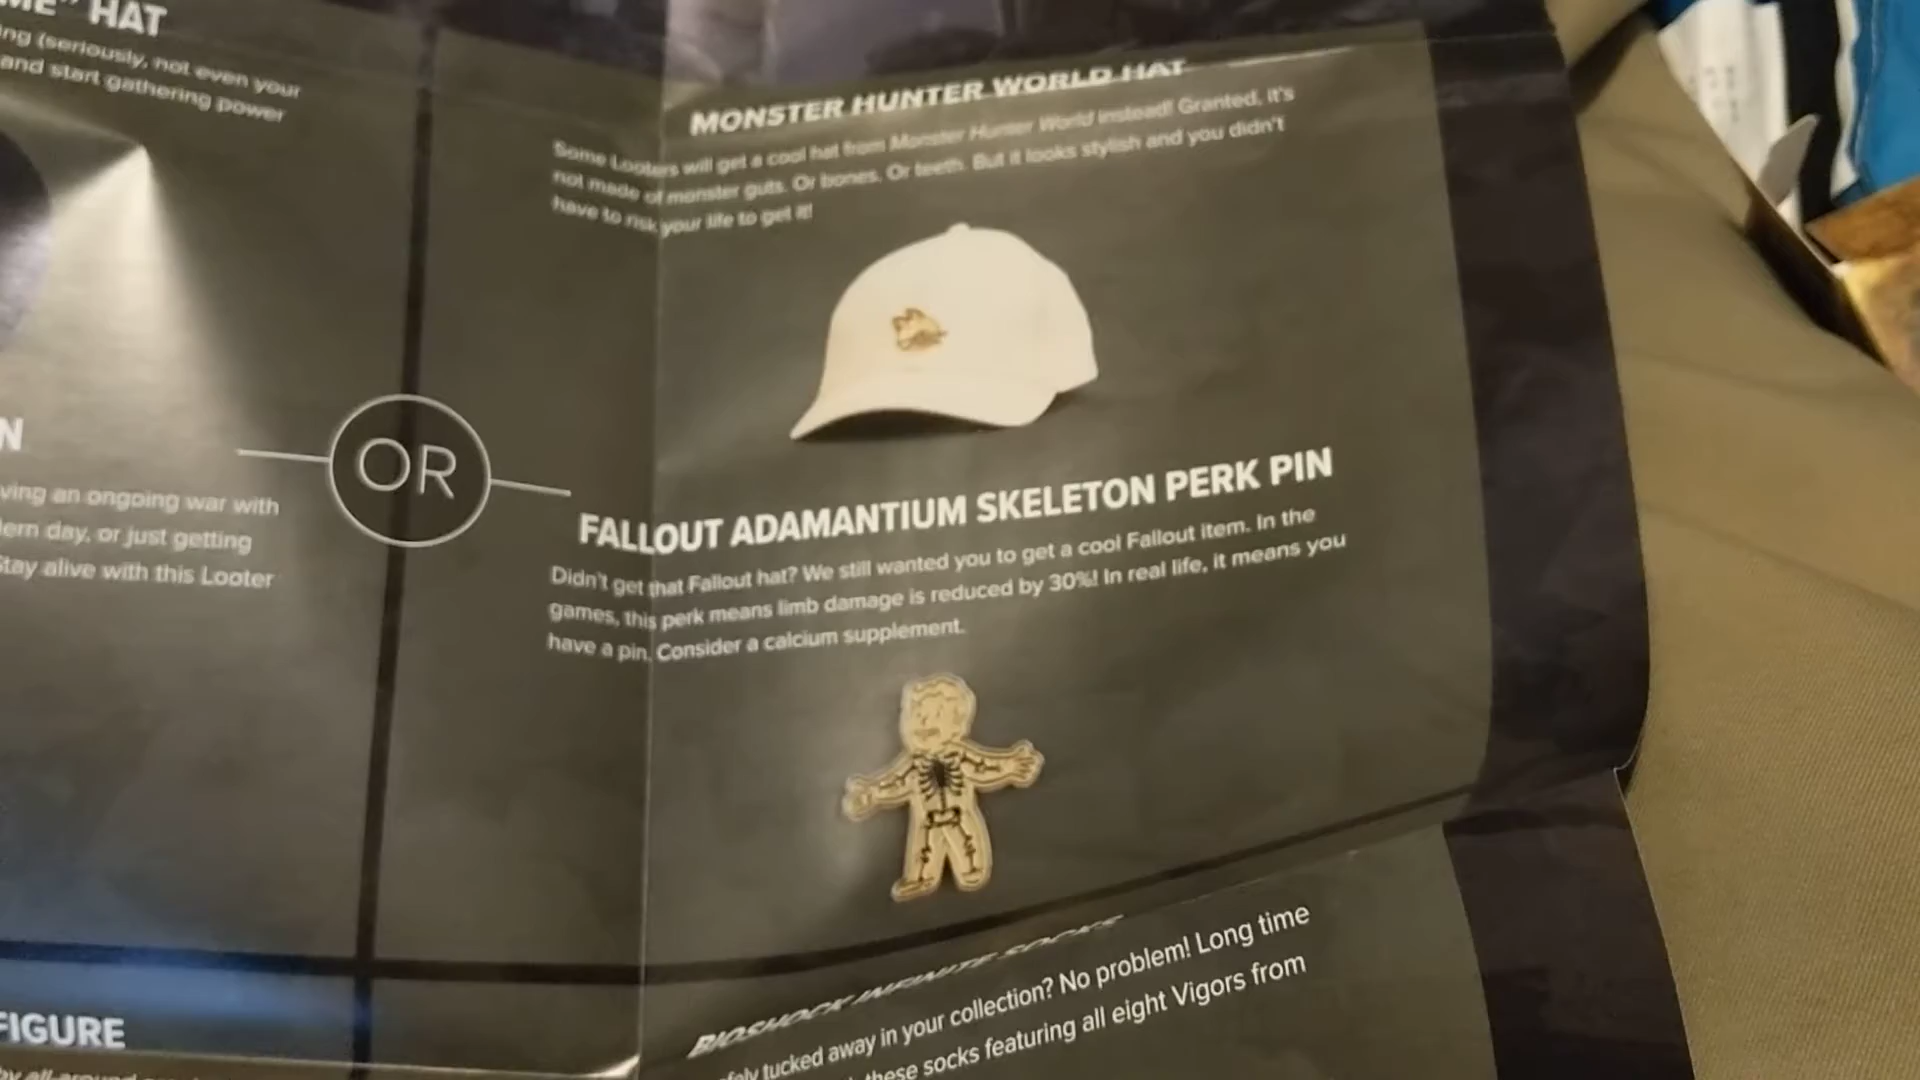 ME" HAT
ing (seriously, not even your
and start gathering power
N
ving an ongoing war with
dern day, or just getting
Stay alive with this Looter
FIGURE
OR
MONSTER HUNTER WORLD HAT
Some Looters will get a cool hat from Monster Hunter World instead! Granted, it's
not made of monster guts. Or bones. Or teeth. But it looks stylish and you didn't
have to risk your life to get it!
FALLOUT ADAMANTIUM SKELETON PERK PIN
Didn't get that Fallout hat? We still wanted you to get a cool Fallout item. In the
games, this perk means limb damage is reduced by 30%! In real life, it means you
have a pin. Consider a calcium supplement.
BIOSHOCK INFINITE SOCKS
fely tucked away in your collection? No problem! Long time
these socks featuring all eight Vigors from